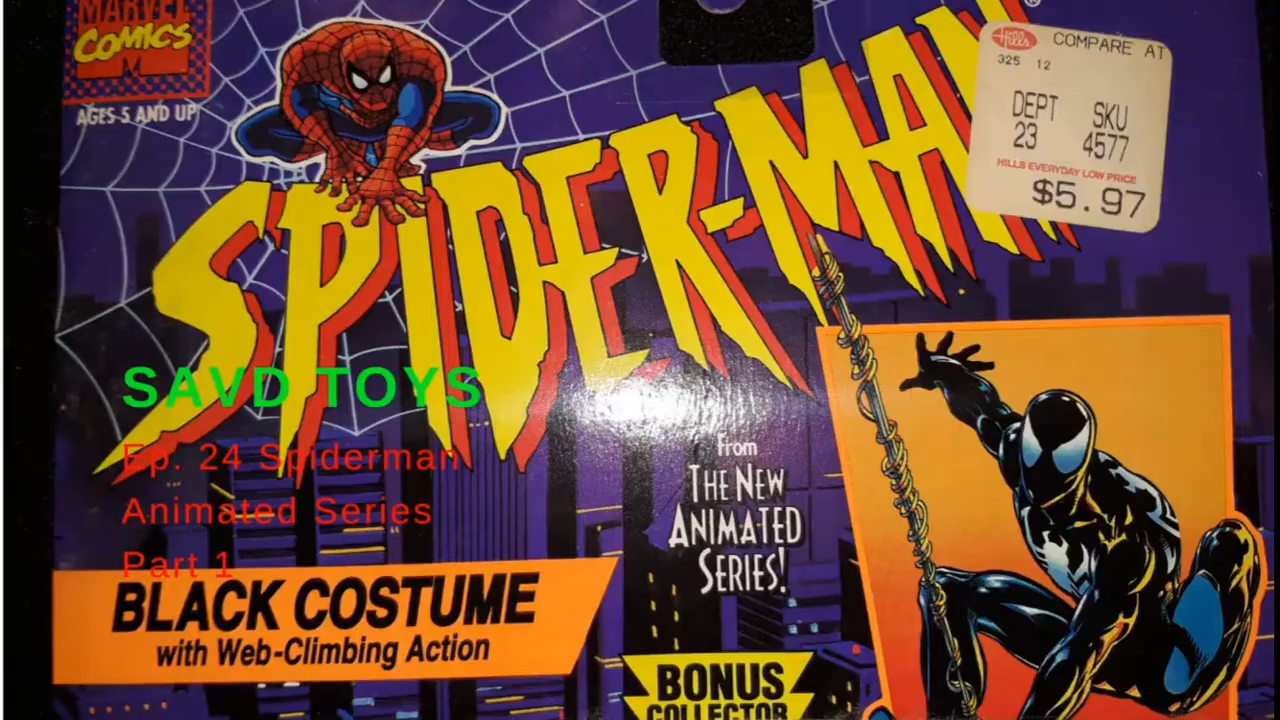 MARVEL
COMICS
M
AGES 5 AND UP
SPIDER-MAN
®
Hills
COMPARE AT
325 12
DEPT SKU
23 4577
HILLS EVERYDAY LOW PRICE
$5.97
SAVD TOYS
Ep. 24 Spiderman
Animated Series
Part 1
From
THE NEW
ANIMATED
SERIES!
BLACK COSTUME
with Web-Climbing Action
BONUS
COLLECTOR